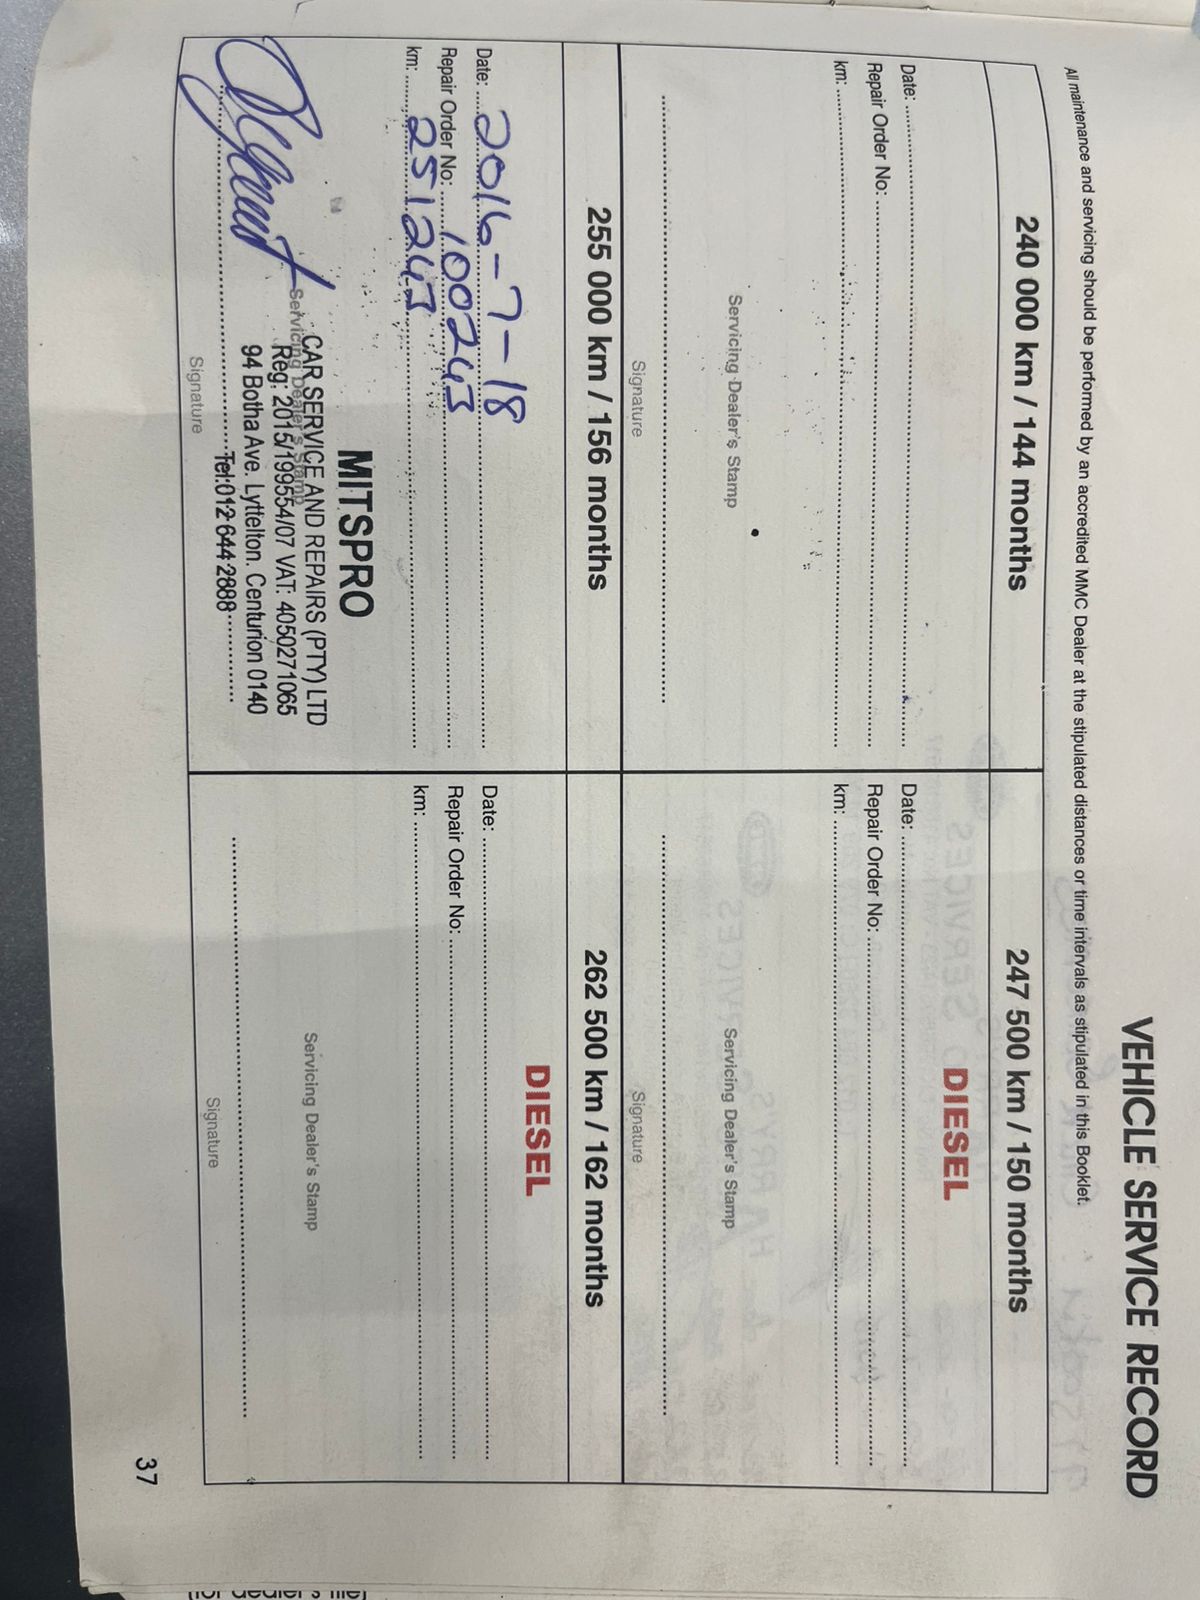 VEHICLE SERVICE RECORD
All maintenance and servicing should be performed by an accredited MMC Dealer at the stipulated distances or time intervals as stipulated in this Booklet.
240 000 km / 144 months
Date:
Repair Order No:
km:
Servicing Dealer's Stamp
Signature
247 500 km / 150 months
DIESEL
Date:
Repair Order No:
km:
Servicing Dealer's Stamp
Signature
255 000 km / 156 months
Date: 2016-7-18
Repair Order No: 100243
km: 251243
MITSPRO
CAR SERVICE AND REPAIRS (PTY) LTD
Servicing Dealer's Stamp
Reg: 2015/199554/07 VAT: 4050271065
94 Botha Ave. Lyttelton. Centurion 0140
Tel:012 644 2888
Signature
262 500 km / 162 months
DIESEL
Date:
Repair Order No:
km:
Servicing Dealer's Stamp
Signature
37